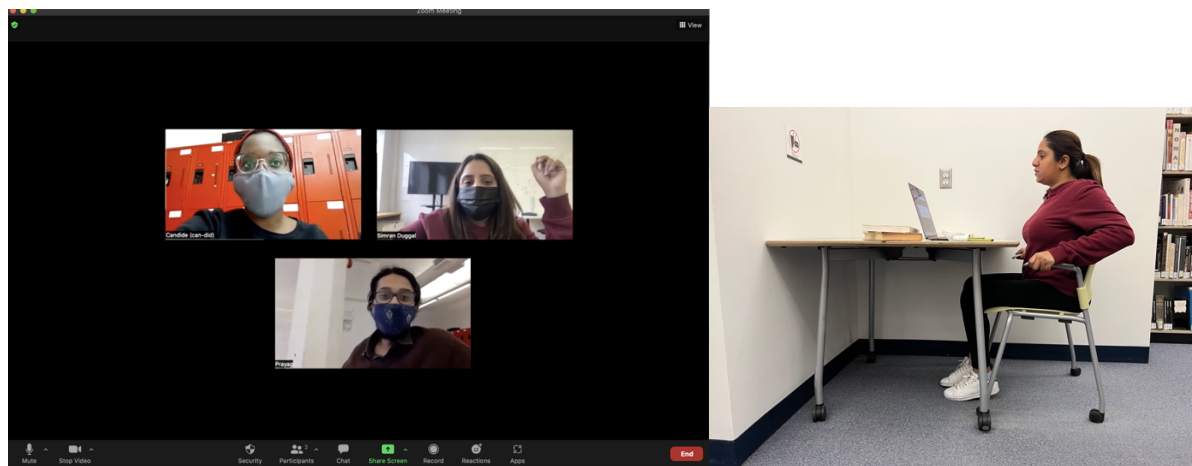 Zoom Meeting
View
Candide (can-did)
Simran Duggal
Prayag
Mute
Stop Video
Security
Participants
3
Chat
Share Screen
Record
Reactions
Apps
End